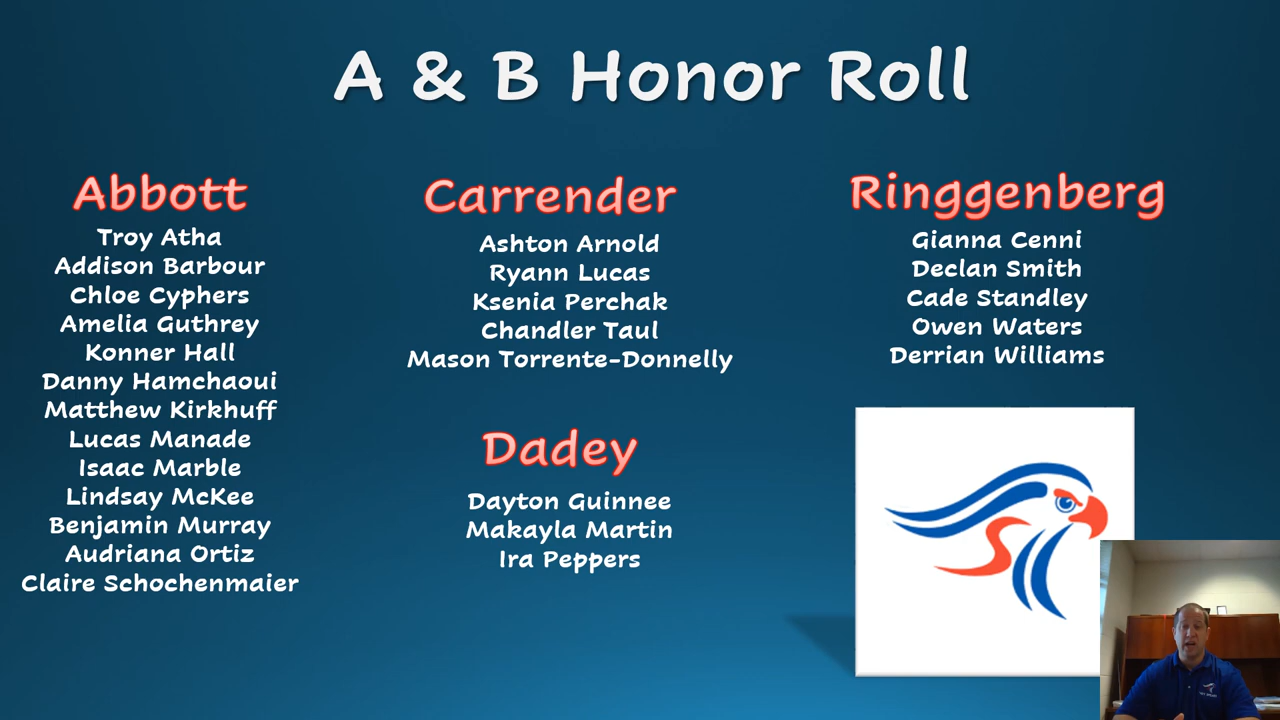 A & B Honor Roll
Abbott
Troy Atha
Addison Barbour
Chloe Cyphers
Amelia Guthrey
Konner Hall
Danny Hamchaoui
Matthew Kirkhuff
Lucas Manade
Isaac Marble
Lindsay McKee
Benjamin Murray
Audriana Ortiz
Claire Schochenmaier
Carrender
Ashton Arnold
Ryann Lucas
Ksenia Perchak
Chandler Taul
Mason Torrente-Donnelly
Dadey
Dayton Guinnee
Makayla Martin
Ira Peppers
Ringgenberg
Gianna Cenni
Declan Smith
Cade Standley
Owen Waters
Derrian Williams